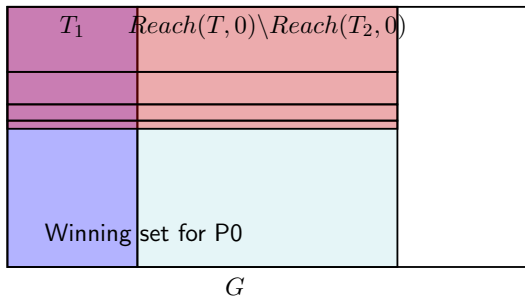 T₁ Reach(T, 0)\Reach(T₂, 0)
Winning set for P0
G